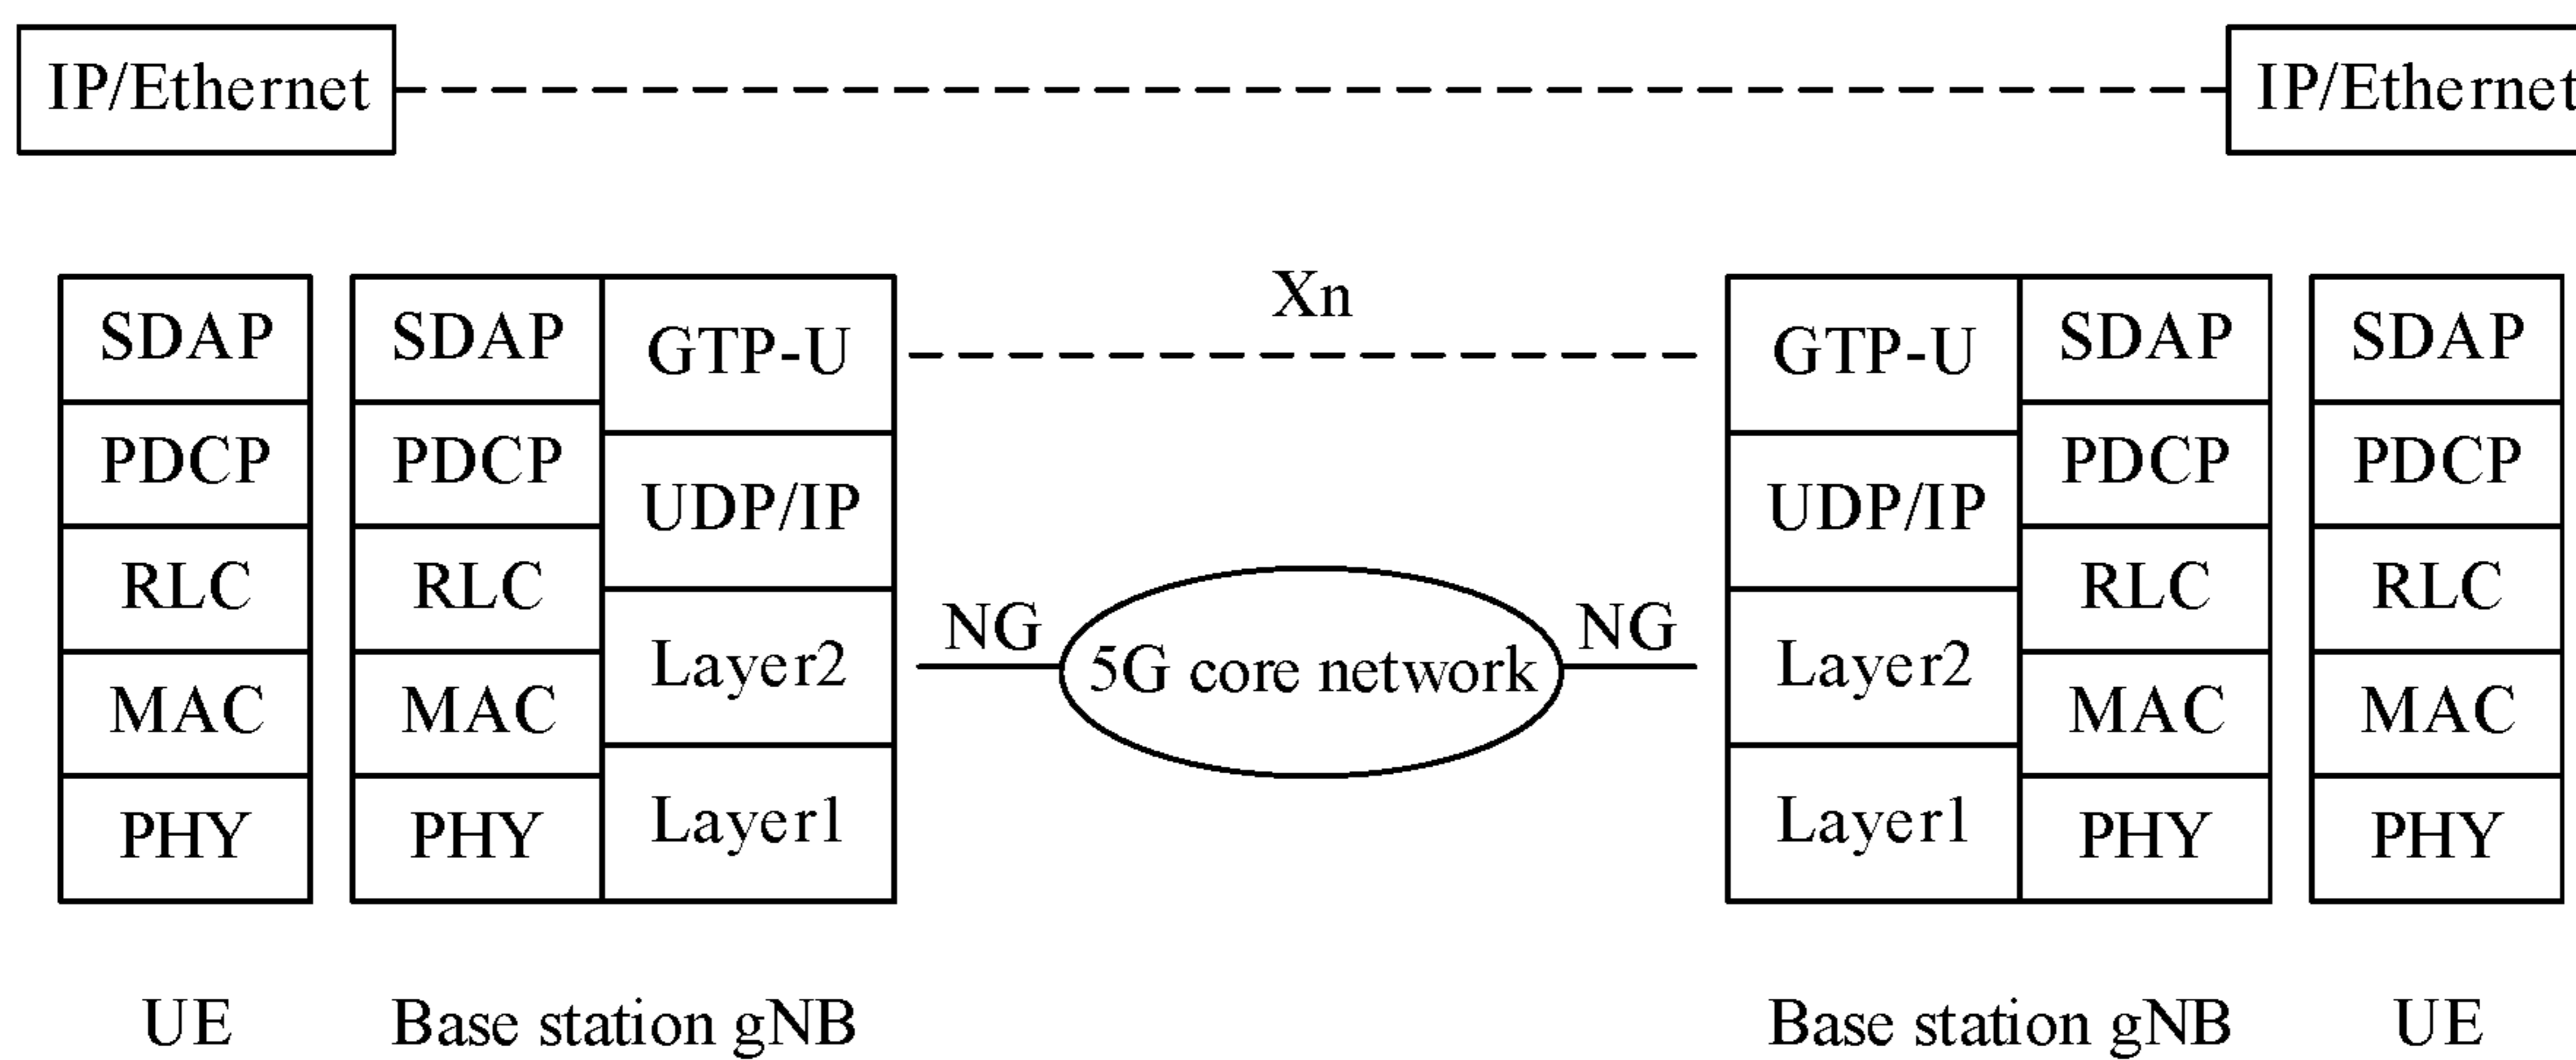 IP/Ethernet IP/Ethernet
Xn
SDAP SDAP GTP-U GTP-U SDAP SDAP
PDCP PDCP UDP/IP UDP/IP PDCP PDCP
RLC RLC Layer2 NG 5G core network NG Layer2 RLC RLC
MAC MAC Layer1 Layer1 MAC MAC
PHY PHY PHY PHY
UE Base station gNB Base station gNB UE